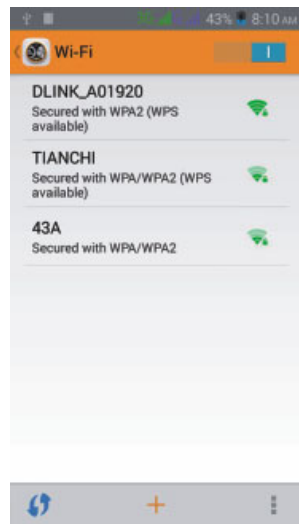 43% 8:10 AM
Wi-Fi
DLINK_A01920
Secured with WPA2 (WPS
available)
TIANCHI
Secured with WPA/WPA2 (WPS
available)
43A
Secured with WPA/WPA2